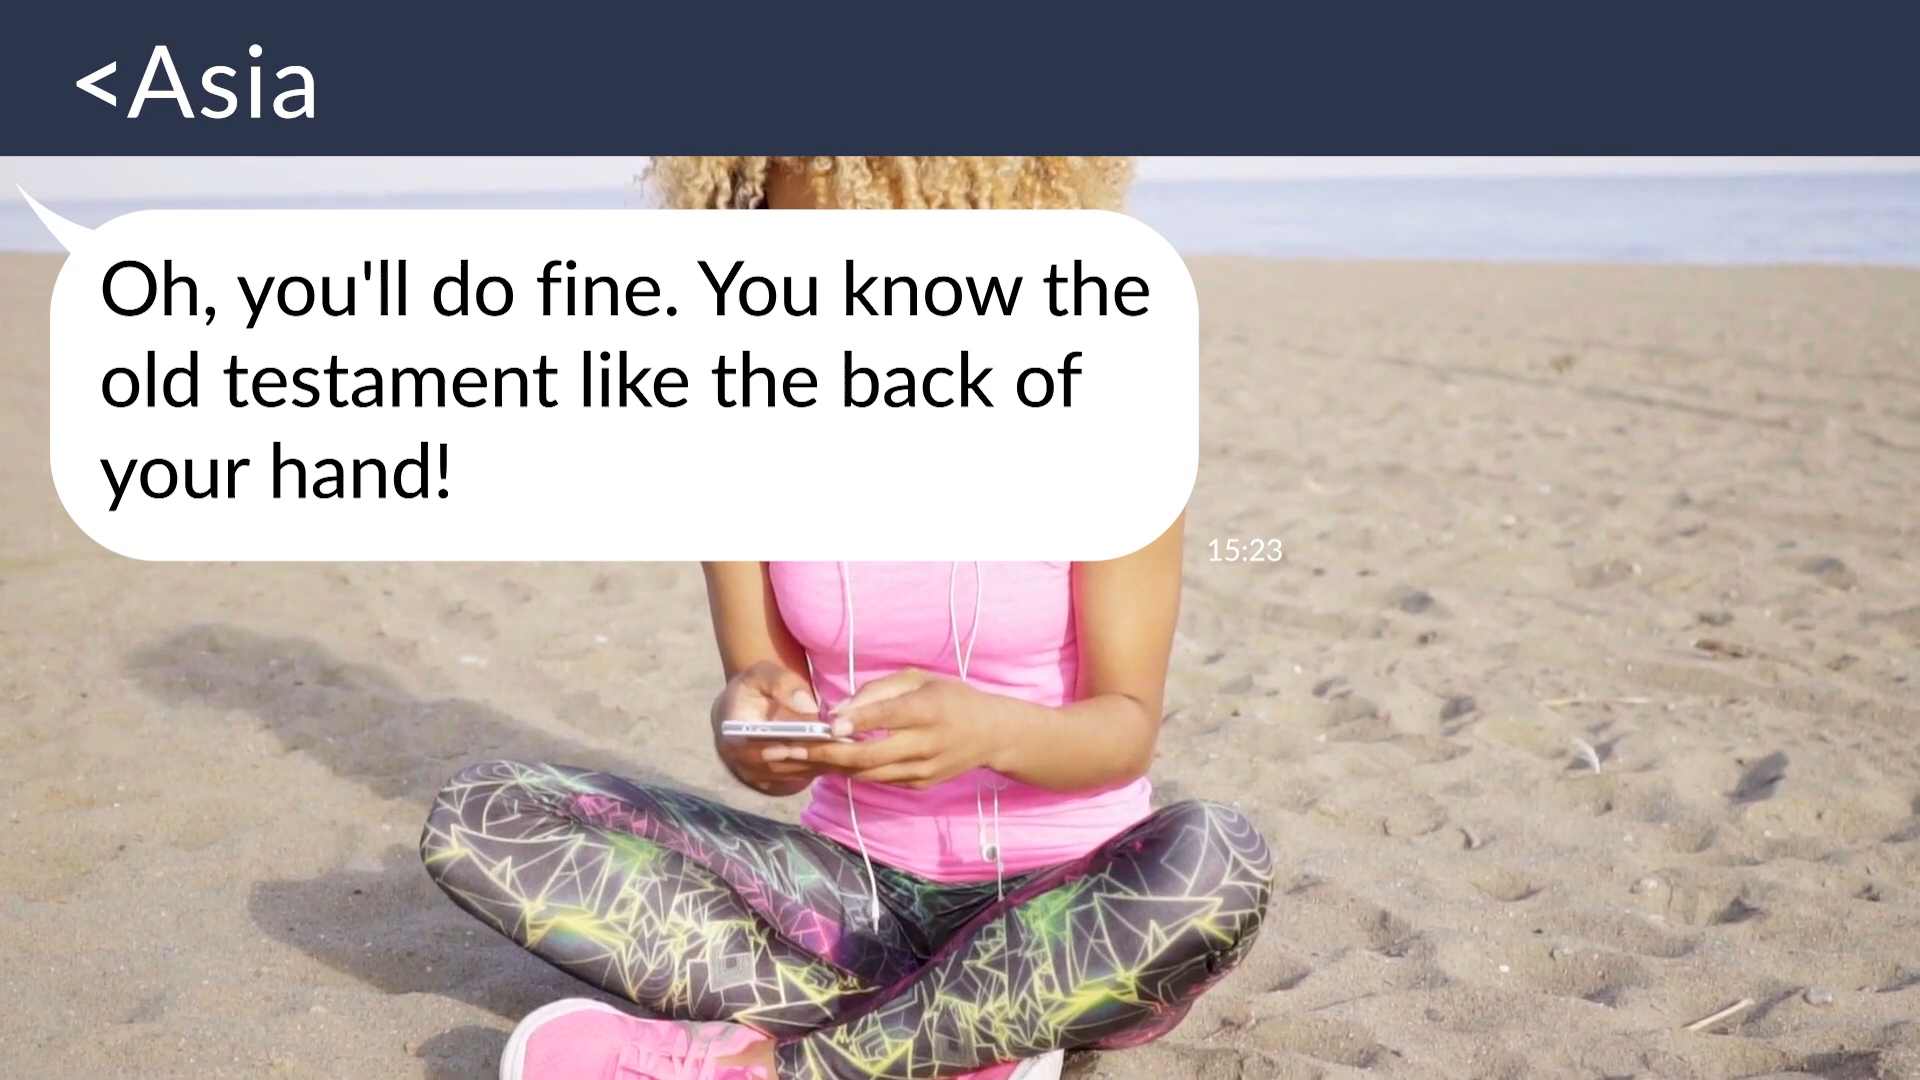 <Asia
Oh, you'll do fine. You know the
old testament like the back of
your hand!
15:23